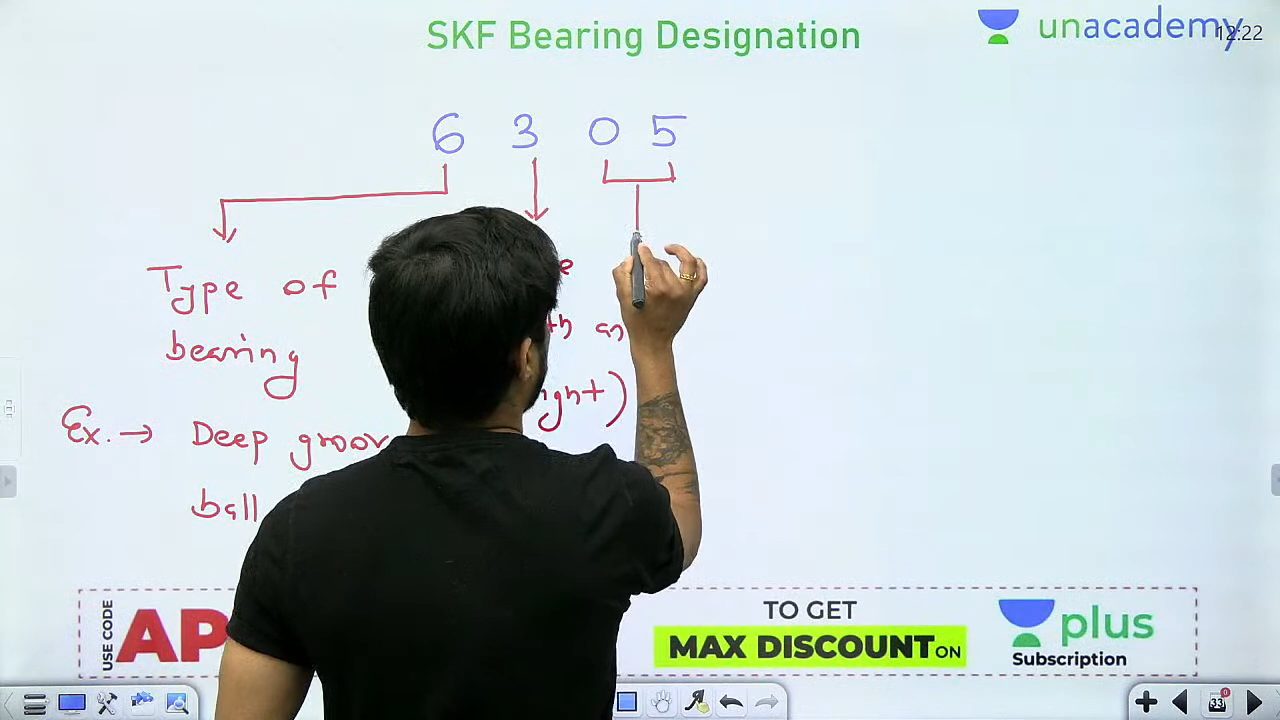 SKF Bearing Designation
unacademy
12:22
6 3 0 5
Type of
bearing
Ex. → Deep groov
ball
TO GET
USE CODE
AP
MAX DISCOUNT ON
plus
Subscription
33